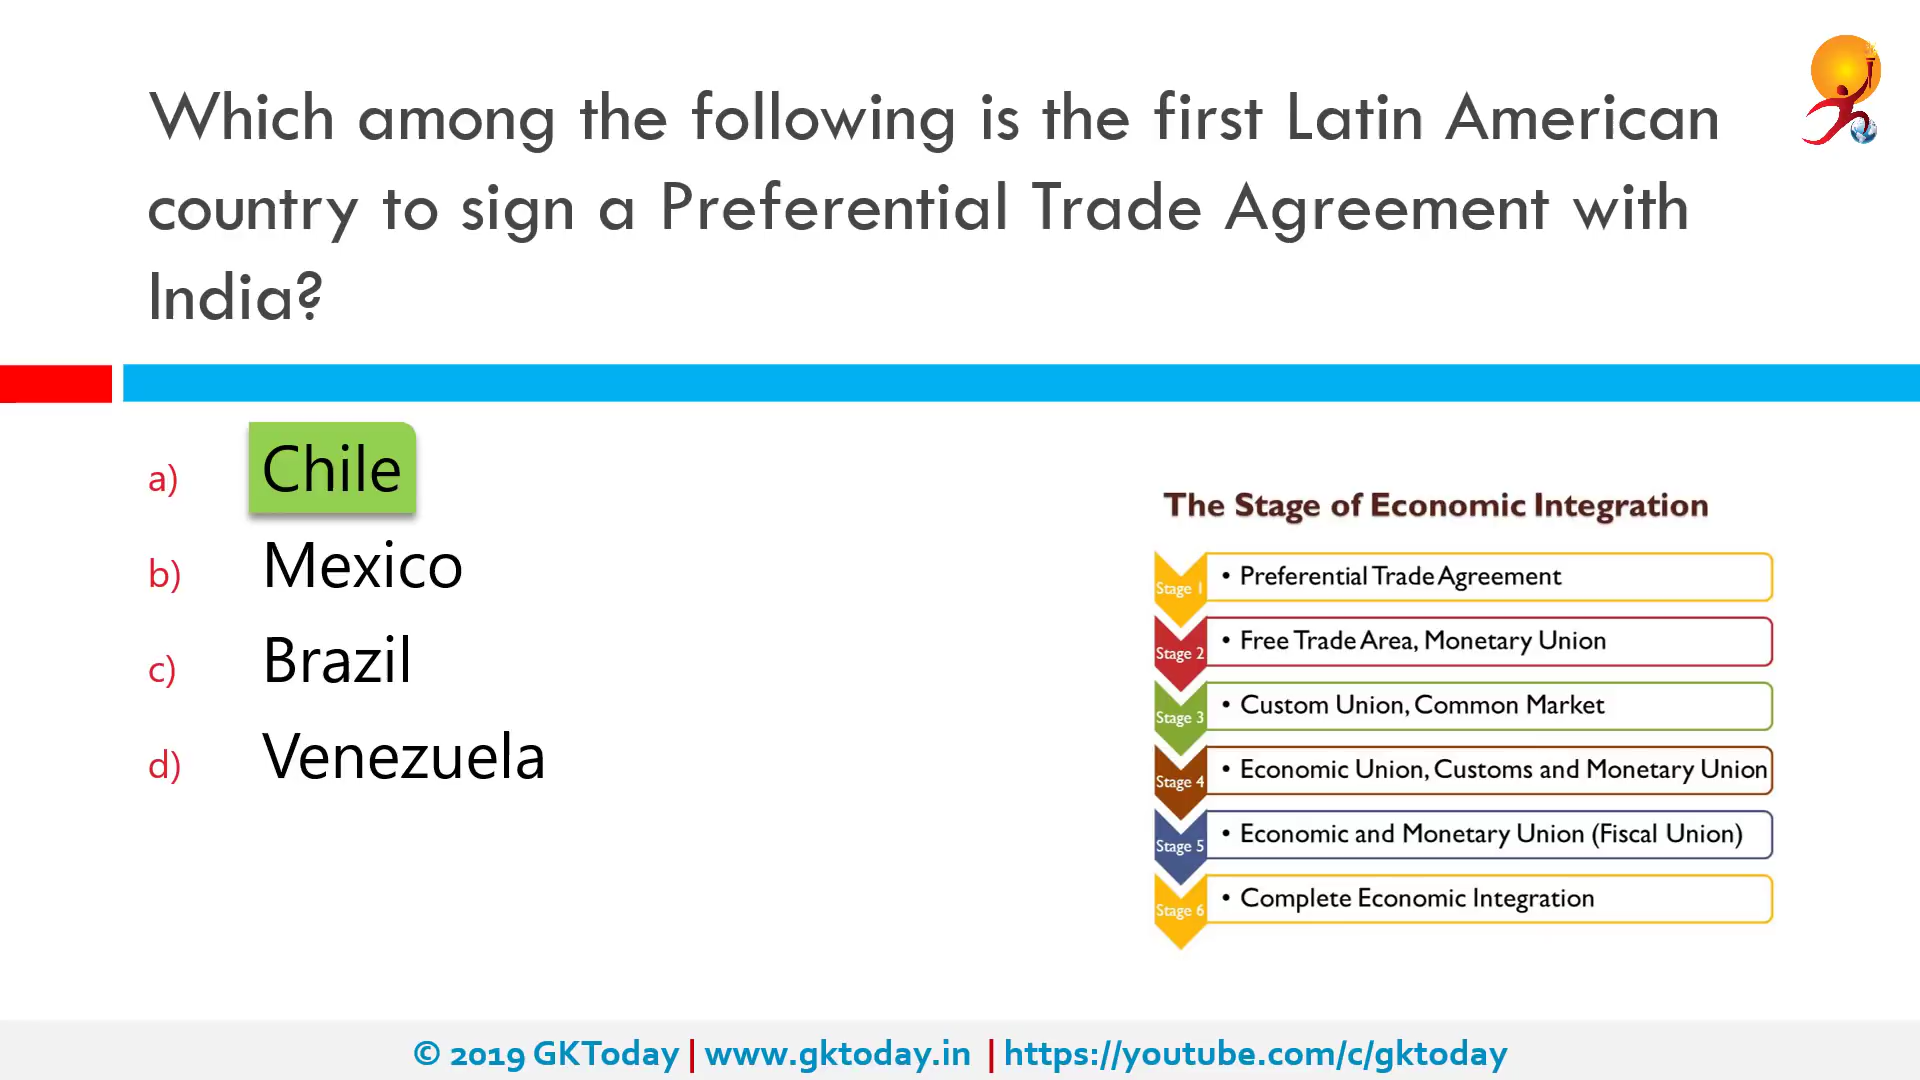 Which among the following is the first Latin American
country to sign a Preferential Trade Agreement with
India?
a) Chile
b) Mexico
c) Brazil
d) Venezuela
The Stage of Economic Integration
Stage 1 • Preferential Trade Agreement
Stage 2 • Free Trade Area, Monetary Union
Stage 3 • Custom Union, Common Market
Stage 4 • Economic Union, Customs and Monetary Union
Stage 5 • Economic and Monetary Union (Fiscal Union)
Stage 6 • Complete Economic Integration
© 2019 GKToday | www.gktoday.in | https://youtube.com/c/gktoday